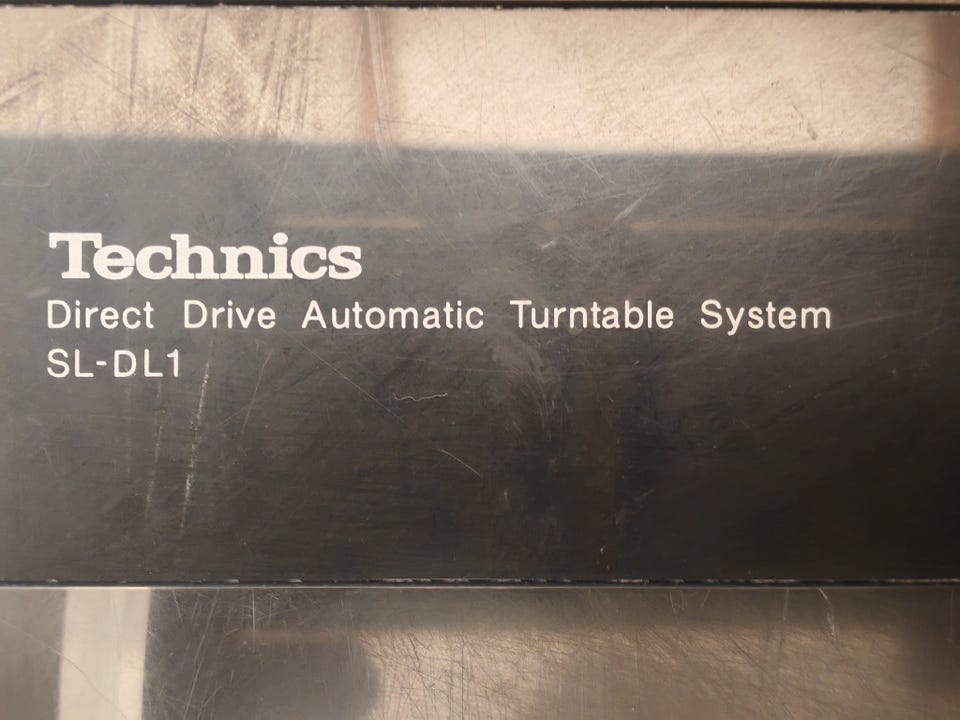 Technics
Direct Drive Automatic Turntable System
SL-DL1